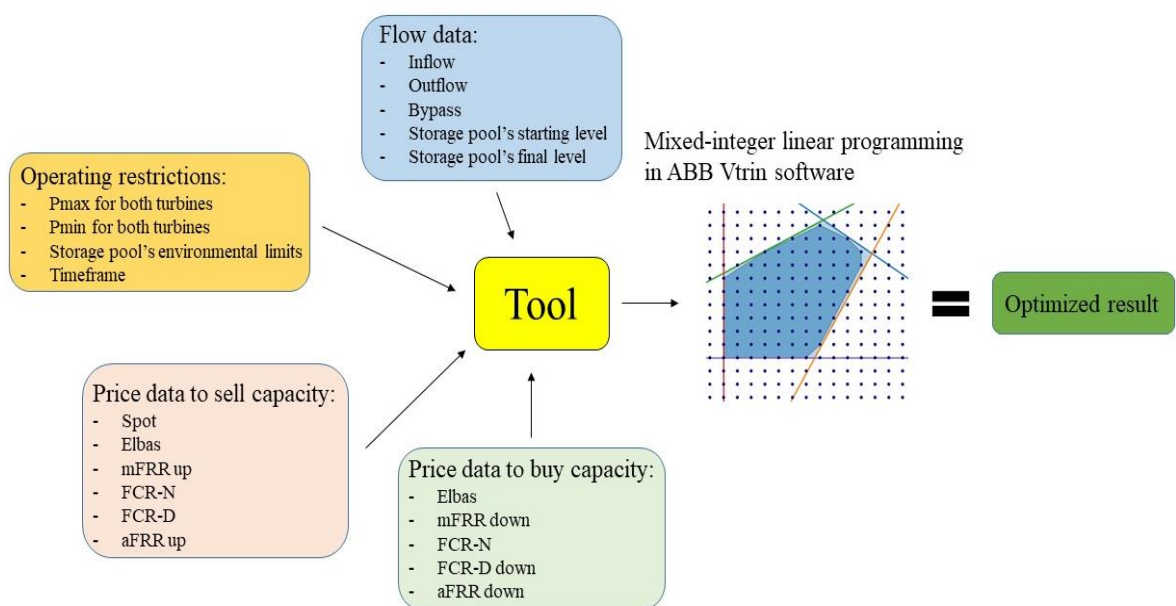 Flow data:
- Inflow
- Outflow
- Bypass
- Storage pool's starting level
- Storage pool's final level
Operating restrictions:
- Pmax for both turbines
- Pmin for both turbines
- Storage pool's environmental limits
- Timeframe
Price data to sell capacity:
- Spot
- Elbas
- mFRR up
- FCR-N
- FCR-D
- aFRR up
Price data to buy capacity:
- Elbas
- mFRR down
- FCR-N
- FCR-D down
- aFRR down
Tool
Mixed-integer linear programming
in ABB Vtrin software
=
Optimized result